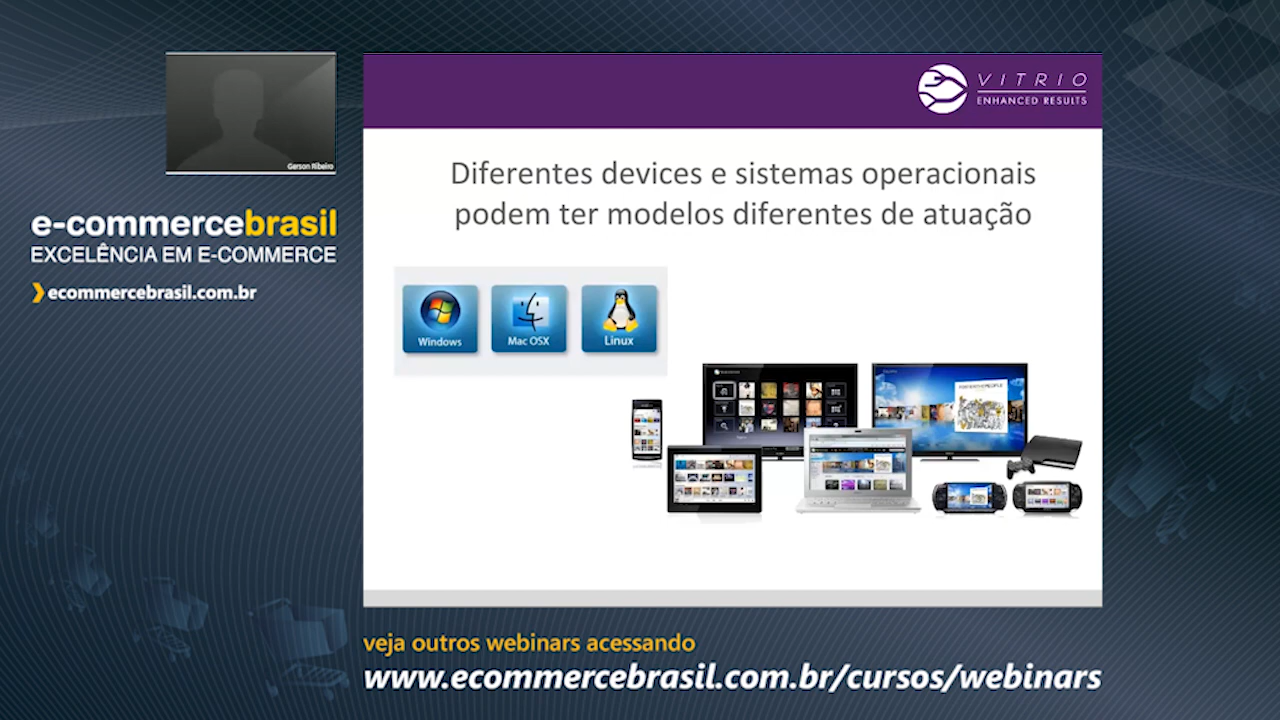 VITRIO
ENHANCED RESULTS
Gerson Ribeiro
e-commercebrasil
EXCELÊNCIA EM E-COMMERCE
ecommercebrasil.com.br
Diferentes devices e sistemas operacionais
podem ter modelos diferentes de atuação
Windows
Mac OSX
Linux
veja outros webinars acessando
www.ecommercebrasil.com.br/cursos/webinars